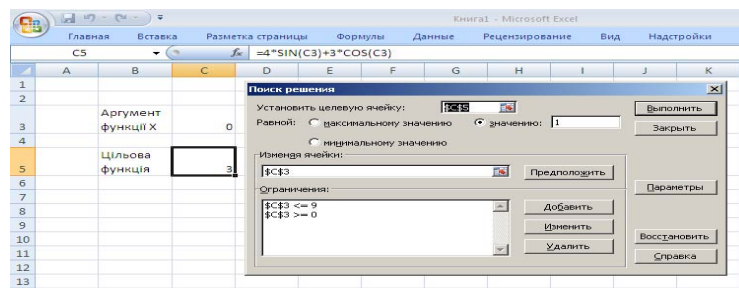 Книга1 - Microsoft Excel
Главная Вставка Разметка страницы Формулы Данные Рецензирование Вид Надстройки
C5 fx =4*SIN(C3)+3*COS(C3)
A B C D E F G H I J K
1
2
3 Аргумент функції X 0
4
5 Цільова функція 3
6
7
8
9
10
11
12
13
Поиск решения
Установить целевую ячейку: $C$5 Выполнить
Равной: максимальному значению значению: 1 Закрыть
минимальному значению
Изменяя ячейки:
$C$3 Предположить
Ограничения: Параметры
$C$3 <= 9 Добавить
$C$3 >= 0
Изменить
Восстановить
Удалить
Справка